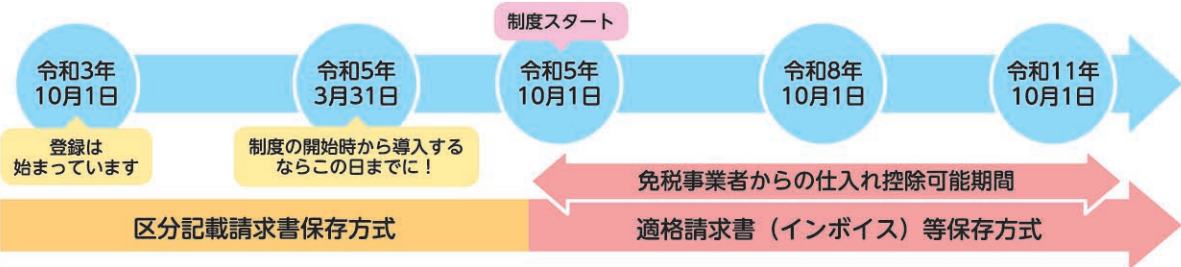 制度スタート
令和3年
10月1日
令和5年
3月31日
令和5年
10月1日
令和8年
10月1日
令和11年
10月1日
登録は
始まっています
制度の開始時から導入する
ならこの日までに！
免税事業者からの仕入れ控除可能期間
区分記載請求書保存方式
適格請求書（インボイス）等保存方式